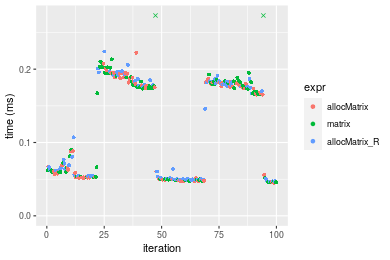 time (ms)
0.2
0.1
0.0
0
25
50
75
100
iteration
expr
allocMatrix
matrix
allocMatrix_R